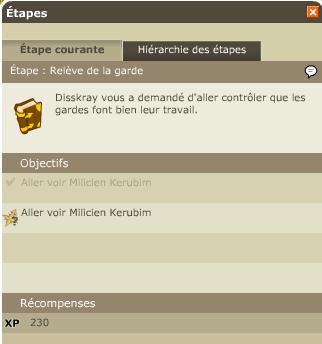 Étapes
Étape courante
Hiérarchie des étapes
Étape : Relève de la garde
Disskray vous a demandé d'aller contrôler que les
gardes font bien leur travail.
Objectifs
Aller voir Milicien Kerubim
Aller voir Milicien Kerubim
Récompenses
XP 230